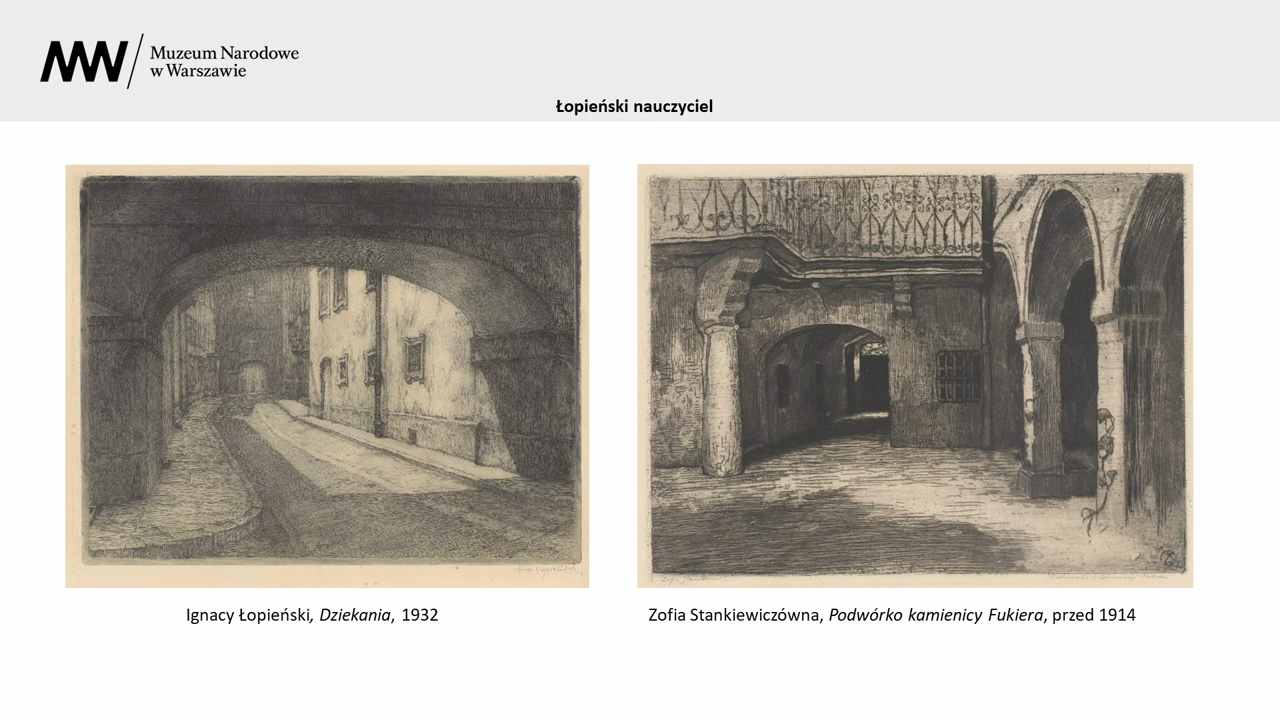 Muzeum Narodowe
w Warszawie
Łopieński nauczyciel
Ignacy Łopieński, Dziekania, 1932
Zofia Stankiewiczówna, Podwórko kamienicy Fukiera, przed 1914